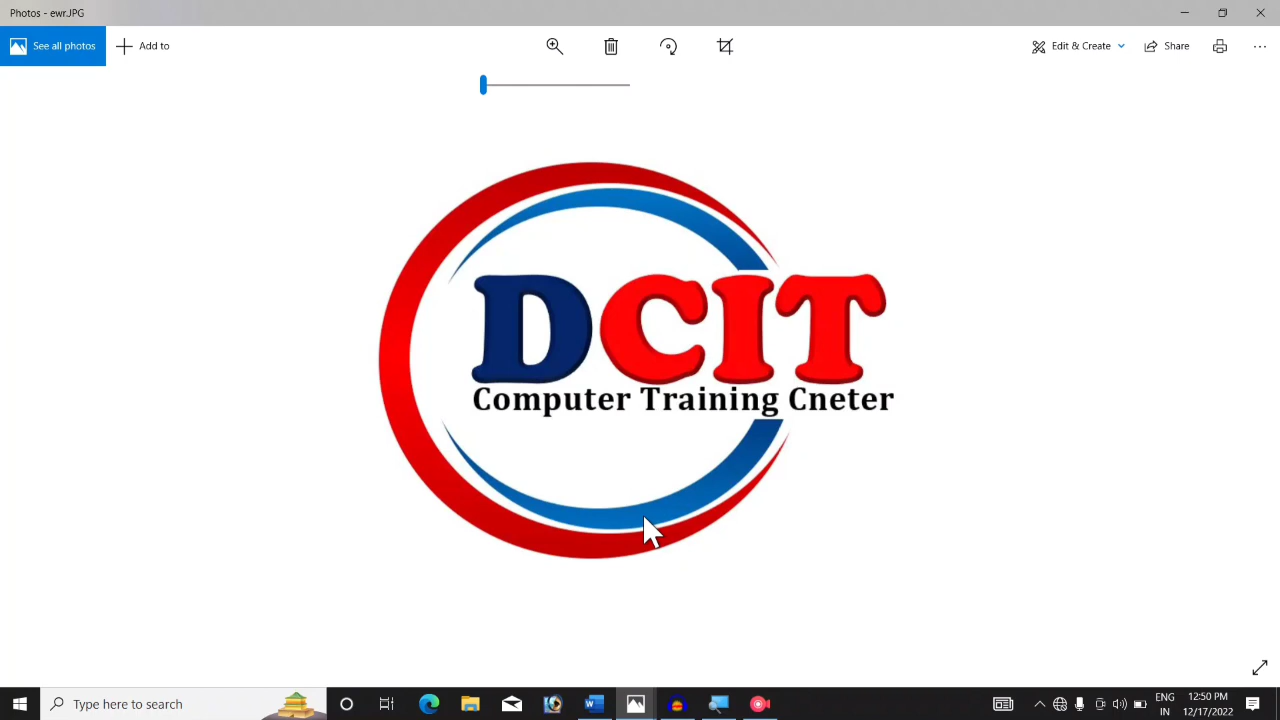 Photos - ewr.JPG
See all photos
Add to
Edit & Create
Share
DCIT
Computer Training Cneter
Type here to search
ENG
IN
12:50 PM
12/17/2022